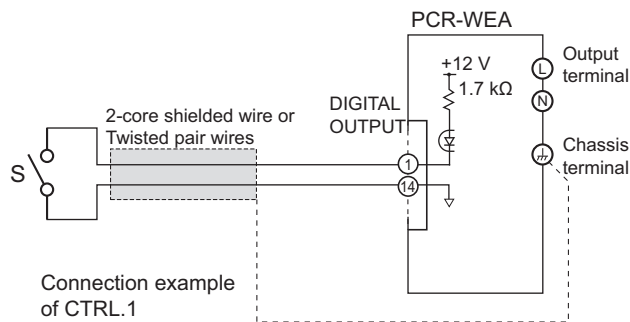 PCR-WEA
+12 V
1.7 kΩ
L
Output
terminal
N
2-core shielded wire or
Twisted pair wires
DIGITAL
OUTPUT
Chassis
terminal
S
1
14
Connection example
of CTRL.1